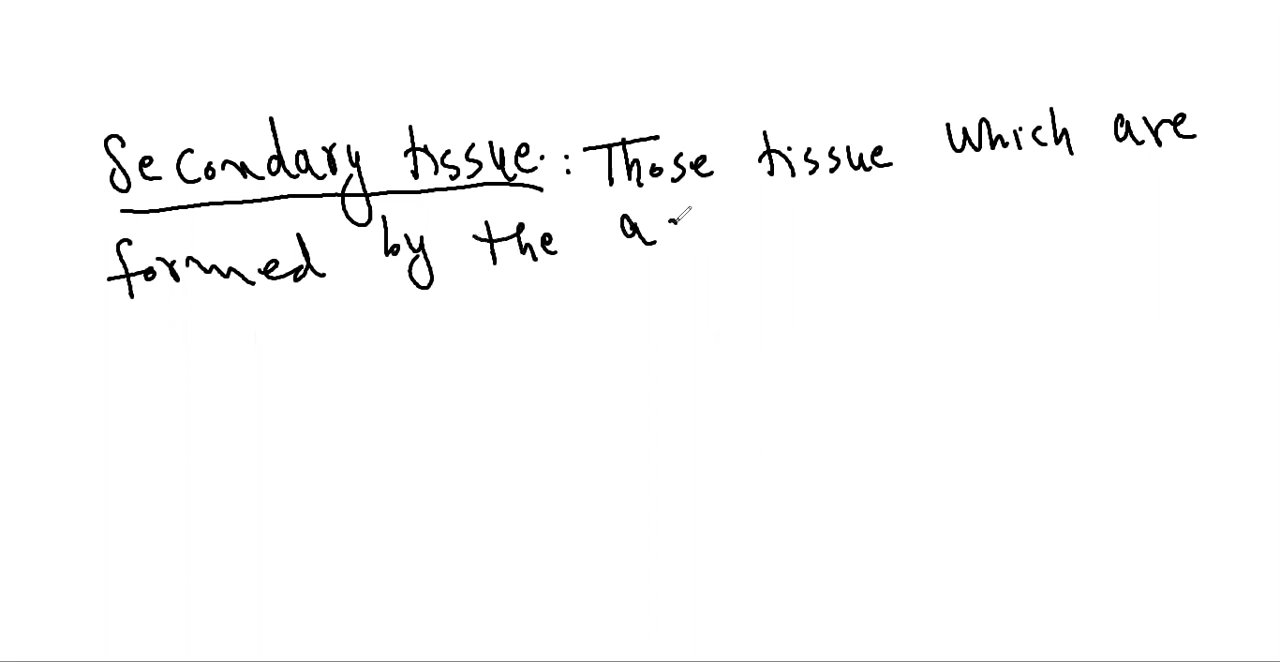 Secondary tissue : Those tissue which are
formed by the a